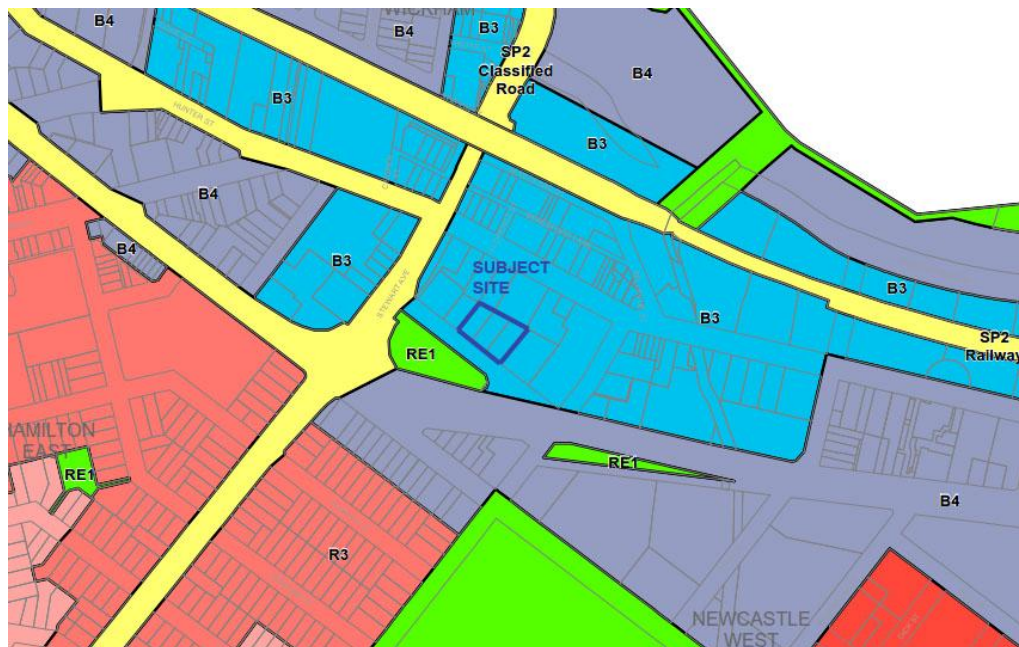 WICKHAM
B4
B4
B3
SP2
Classified
Road
B4
B3
HUNTER ST
B3
B4
B4
B3
STEWART AVE
SUBJECT
SITE
B3
B3
SP2
Railway
RE1
HAMILTON
EAST
RE1
RE1
B4
R3
NEWCASTLE
WEST